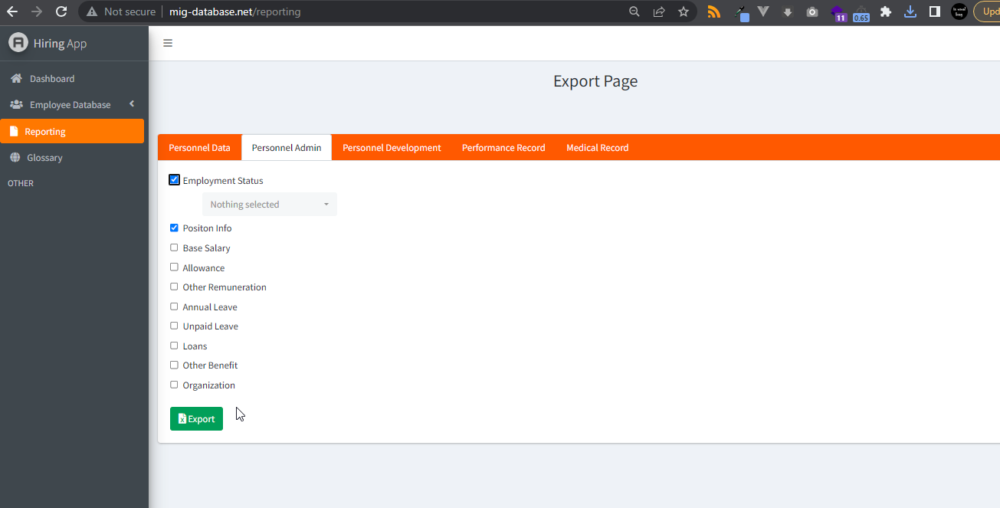 Not secure | mig-database.net/reporting
11
0.65
Upd
Hiring App
Dashboard
Employee Database
Reporting
Glossary
OTHER
Export Page
Personnel Data Personnel Admin Personnel Development Performance Record Medical Record
Employment Status
Nothing selected
Positon Info
Base Salary
Allowance
Other Remuneration
Annual Leave
Unpaid Leave
Loans
Other Benefit
Organization
Export